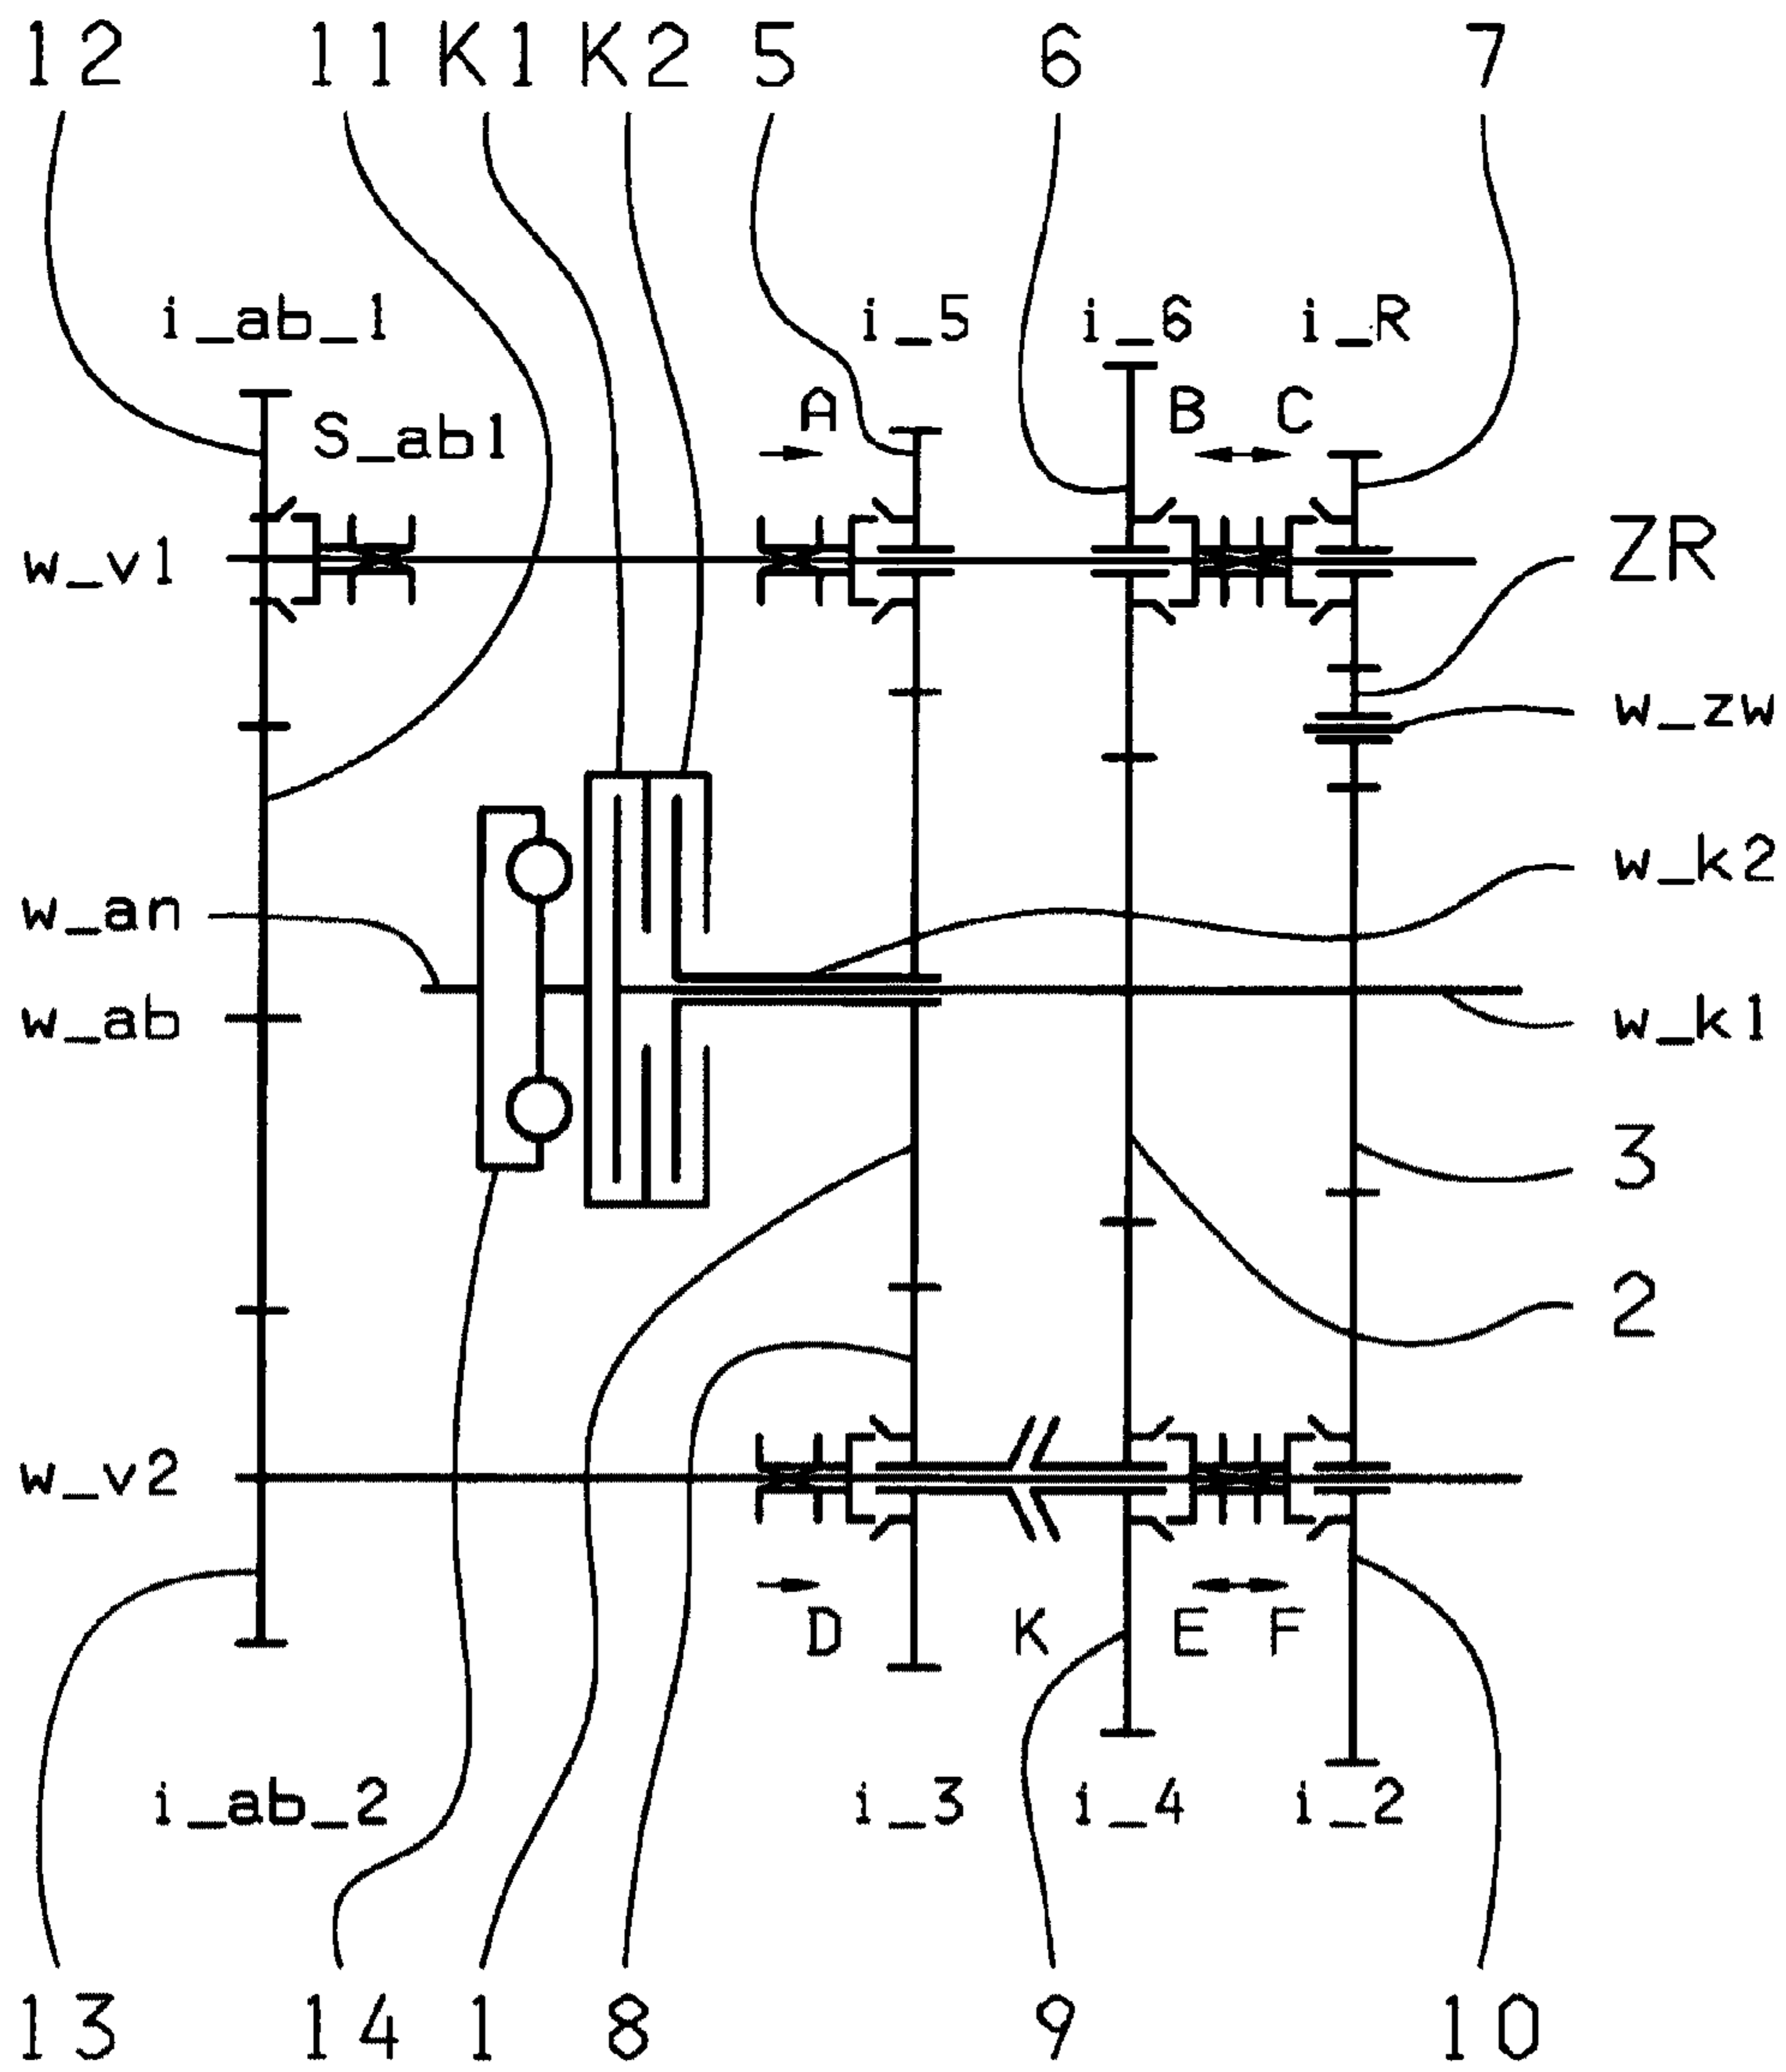 12 11 K1 K2 5 6 7
i_ab_1 i_5 i_6 i_R
S_ab1 A B C
w_v1 ZR
w_zw
w_k2
w_an
w_ab w_k1
3
2
w_v2
D K E F
i_ab_2 i_3 i_4 i_2
13 14 1 8 9 10